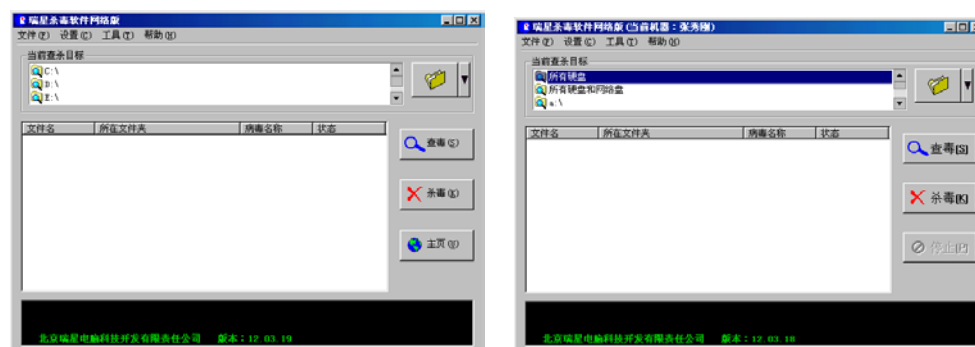 瑞星杀毒软件网络版
文件(F) 设置(C) 工具(T) 帮助(H)
当前查杀目标
C:\
D:\
E:\
文件名 所在文件夹 病毒名称 状态
查毒(S)
杀毒(K)
主页(W)
北京瑞星电脑科技开发有限责任公司 版本：12.03.19
瑞星杀毒软件网络版(当前机器：张秀刚)
文件(F) 设置(C) 工具(T) 帮助(H)
当前查杀目标
所有硬盘
所有硬盘和网络盘
a:\
文件名 所在文件夹 病毒名称 状态
查毒[S]
杀毒[K]
停止[P]
北京瑞星电脑科技开发有限责任公司 版本：12.03.18